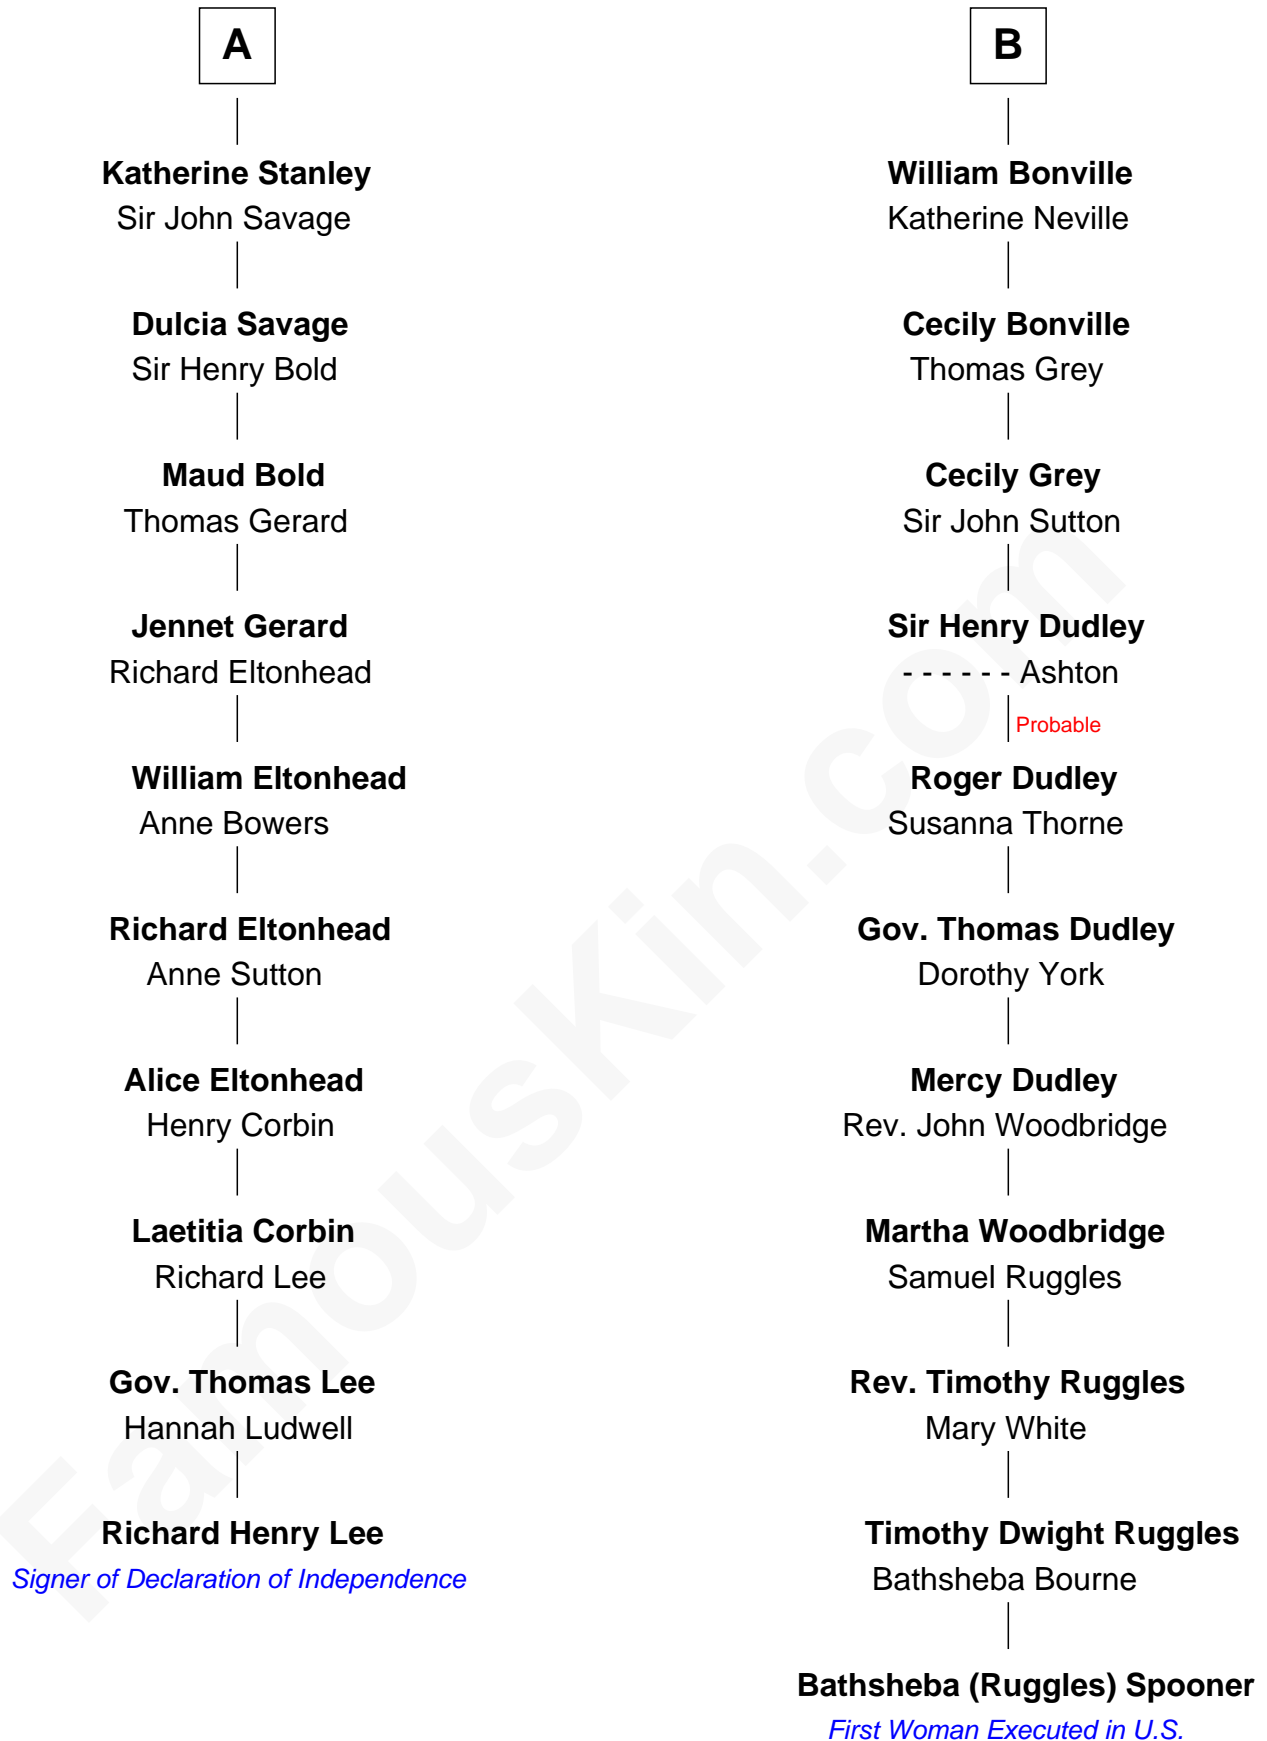 A
Katherine Stanley
Sir John Savage
Dulcia Savage
Sir Henry Bold
Maud Bold
Thomas Gerard
Jennet Gerard
Richard Eltonhead
William Eltonhead
Anne Bowers
Richard Eltonhead
Anne Sutton
Alice Eltonhead
Henry Corbin
Laetitia Corbin
Richard Lee
Gov. Thomas Lee
Hannah Ludwell
Richard Henry Lee
Signer of Declaration of Independence
B
William Bonville
Katherine Neville
Cecily Bonville
Thomas Grey
Cecily Grey
Sir John Sutton
Sir Henry Dudley
- - - - - - Ashton
Probable
Roger Dudley
Susanna Thorne
Gov. Thomas Dudley
Dorothy York
Mercy Dudley
Rev. John Woodbridge
Martha Woodbridge
Samuel Ruggles
Rev. Timothy Ruggles
Mary White
Timothy Dwight Ruggles
Bathsheba Bourne
Bathsheba (Ruggles) Spooner
First Woman Executed in U.S.
FamousKin.com